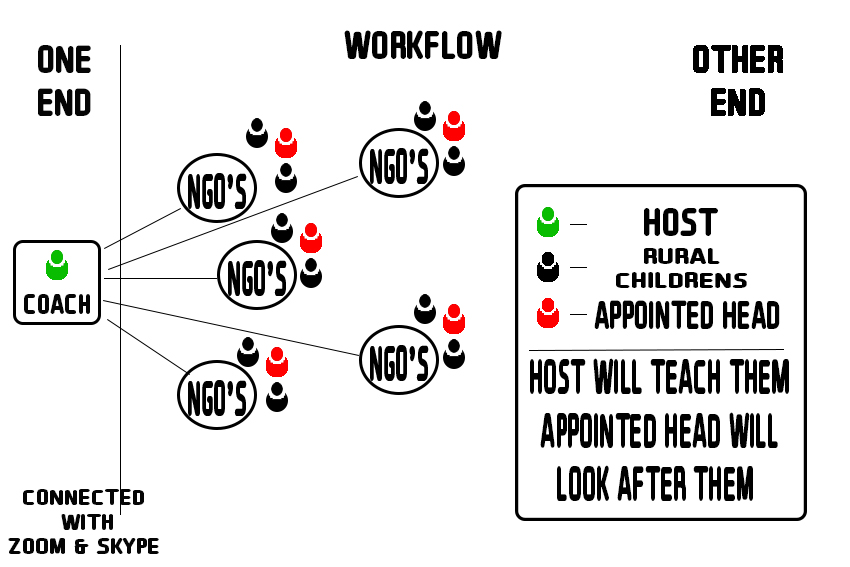 WORKFLOW
ONE
END
OTHER
END
NGO'S
NGO'S
NGO'S
NGO'S
NGO'S
COACH
CONNECTED
WITH
ZOOM & SKYPE
HOST
RURAL
CHILDRENS
APPOINTED HEAD
HOST WILL TEACH THEM
APPOINTED HEAD WILL
LOOK AFTER THEM